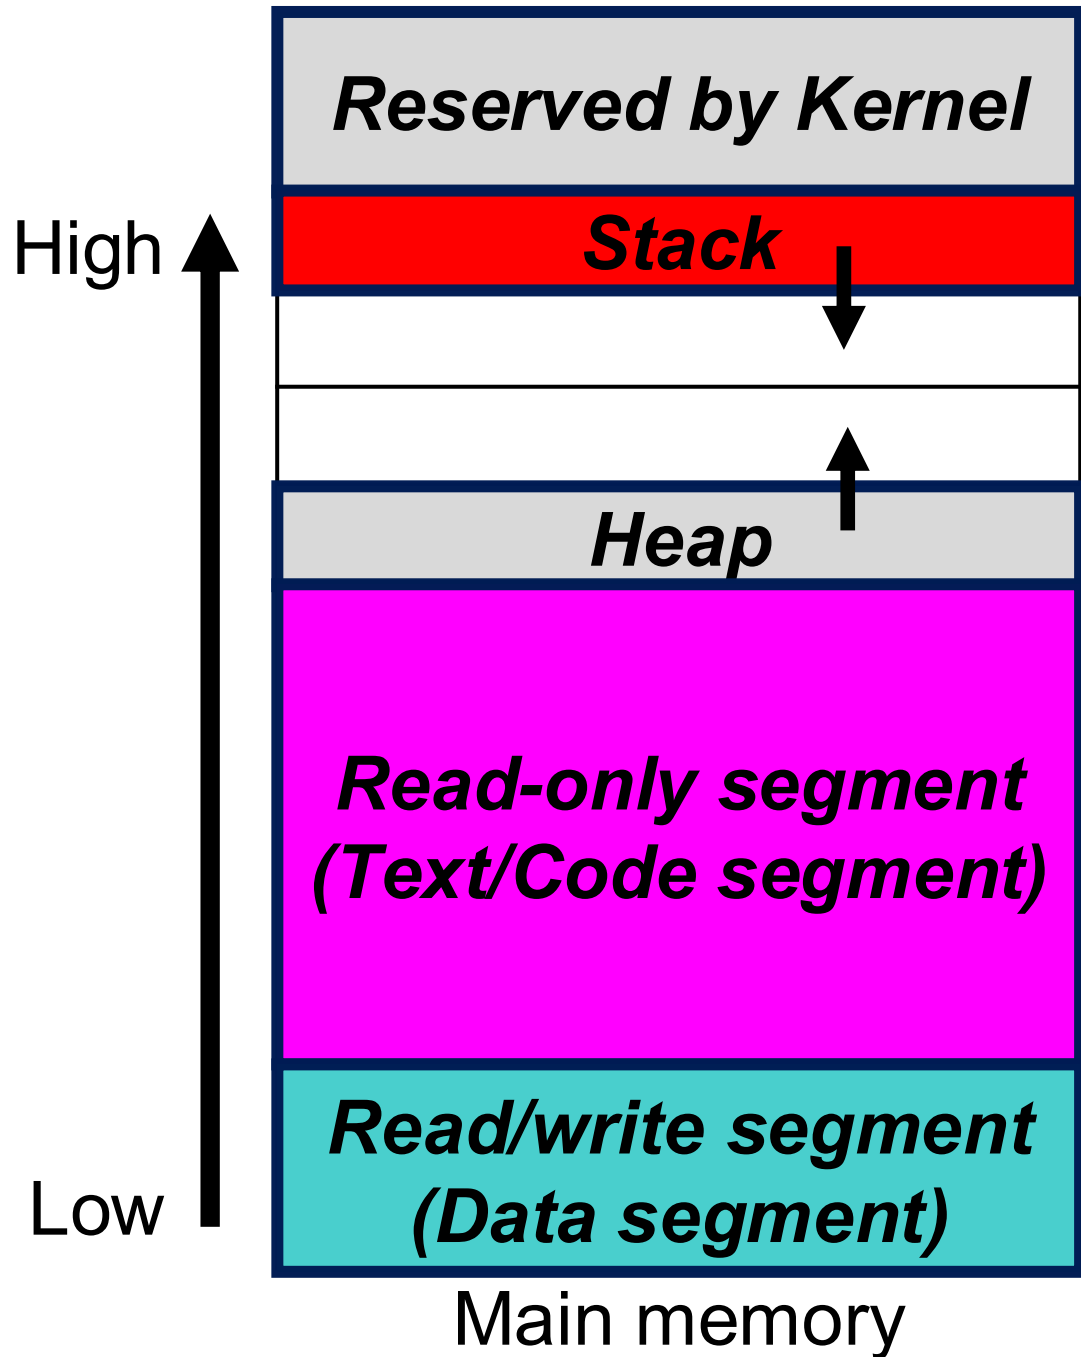 Reserved by Kernel
High
Stack
Heap
Read-only segment
(Text/Code segment)
Read/write segment
Low
(Data segment)
Main memory